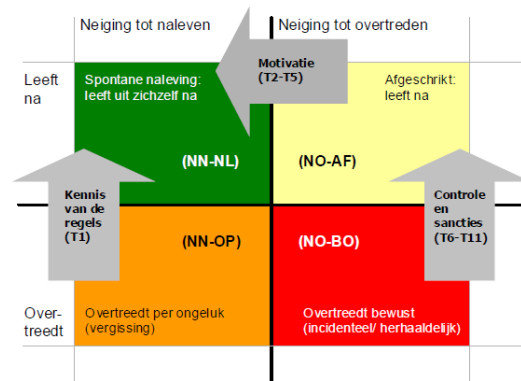 Neiging tot naleven
Neiging tot overtreden
Leeft
na
Spontane naleving:
leeft uit zichzelf na
Motivatie
(T2-T5)
Afgeschrikt:
leeft na
(NN-NL)
(NO-AF)
Kennis
van de
regels
(T1)
Controle
en
sancties
(T6-T11)
(NN-OP)
(NO-BO)
Over-
treedt
Overtreedt per ongeluk
(vergissing)
Overtreedt bewust
(incidenteel/ herhaaldelijk)